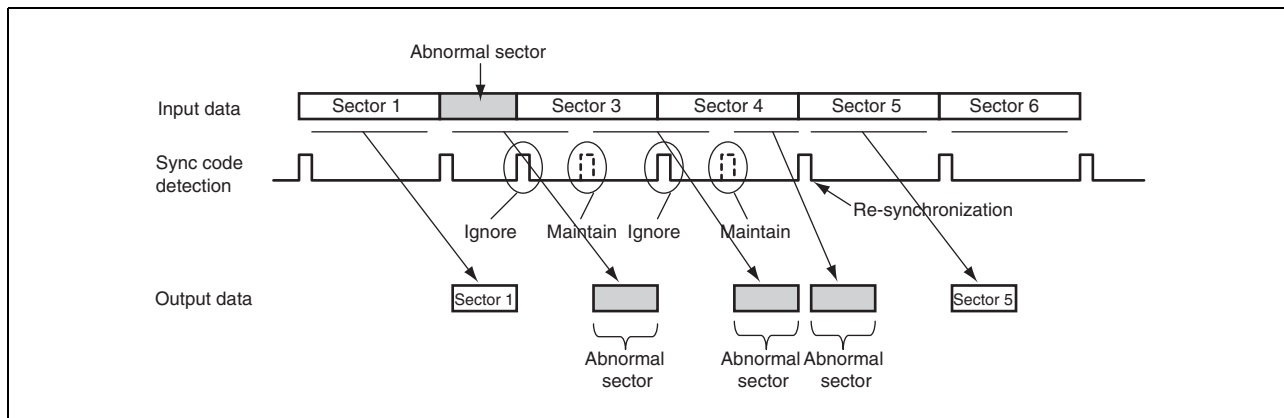 Abnormal sector
Input data
Sector 1
Sector 3
Sector 4
Sector 5
Sector 6
Sync code
detection
Re-synchronization
Ignore
Maintain
Ignore
Maintain
Output data
Sector 1
Sector 5
Abnormal
sector
Abnormal
sector
Abnormal
sector